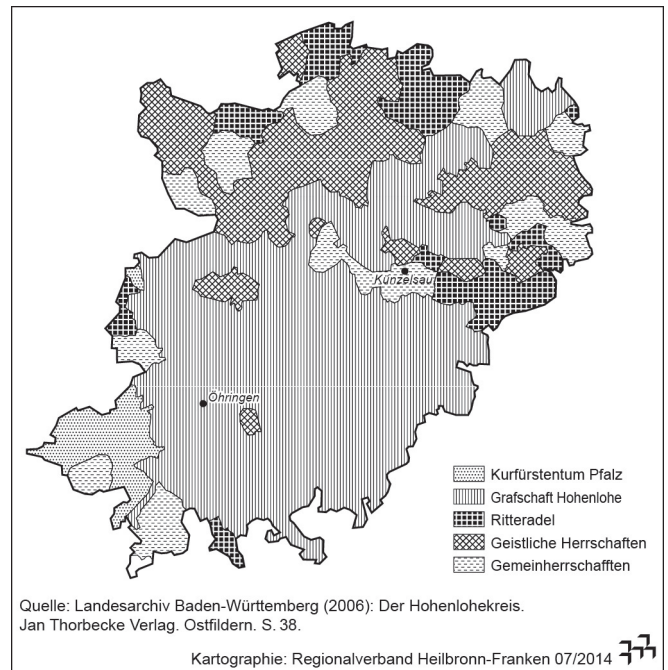 Künzelsau
Öhringen
Kurfürstentum Pfalz
Grafschaft Hohenlohe
Ritteradel
Geistliche Herrschaften
Gemeinherrschafften
Quelle: Landesarchiv Baden-Württemberg (2006): Der Hohenlohekreis.
Jan Thorbecke Verlag. Ostfildern. S. 38.
Kartographie: Regionalverband Heilbronn-Franken 07/2014